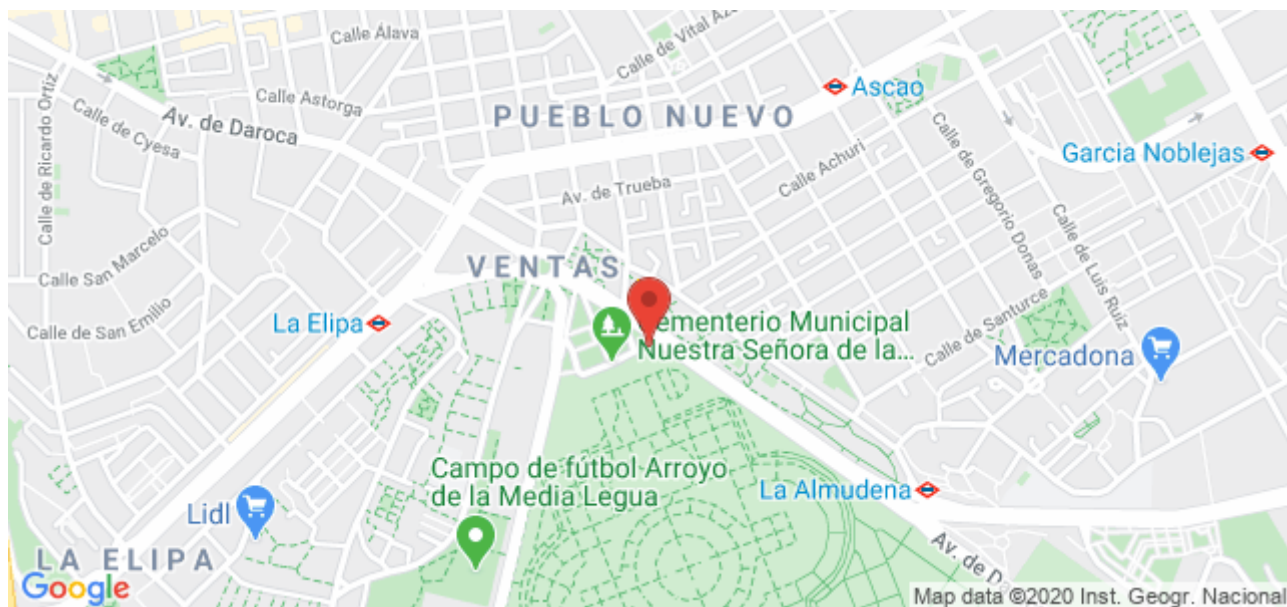 Calle Álava
Calle de Vital Aza
Calle de Ricardo Ortiz
Calle Astorga
Ascao
Av. de Daroca
PUEBLO NUEVO
Calle de Cyesa
Garcia Noblejas
Calle Achuri
Calle de Gregorio Donas
Av. de Trueba
Calle de Luis Ruiz
Calle San Marcelo
VENTAS
Calle de San Emilio
La Elipa
Cementerio Municipal
Nuestra Señora de la...
Calle de Santurce
Mercadona
Campo de fútbol Arroyo
de la Media Legua
La Almudena
Lidl
LA ELIPA
Av. de D
Google
Map data ©2020 Inst. Geogr. Nacional